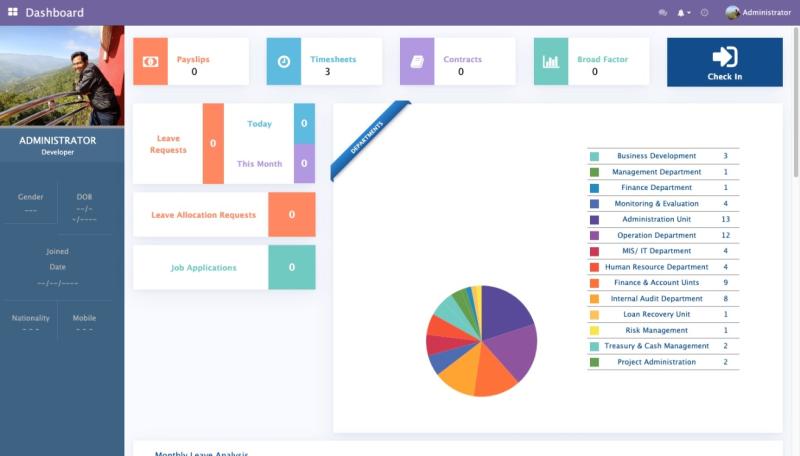 Dashboard
Administrator
Payslips
0
Timesheets
3
Contracts
0
Broad Factor
0
Check In
ADMINISTRATOR
Developer
Gender
---
DOB
--/-
-/----
Joined
Date
--/--/----
Nationality
- - -
Mobile
- - -
Leave
Requests
0
Today
0
This Month
0
Leave Allocation Requests
0
Job Applications
0
DEPARTMENTS
Business Development 3
Management Department 1
Finance Department 1
Monitoring & Evaluation 4
Administration Unit 13
Operation Department 12
MIS/ IT Department 4
Human Resource Department 4
Finance & Account Uints 9
Internal Audit Department 8
Loan Recovery Unit 1
Risk Management 1
Treasury & Cash Management 2
Project Administration 2
Monthly Leave Analysis